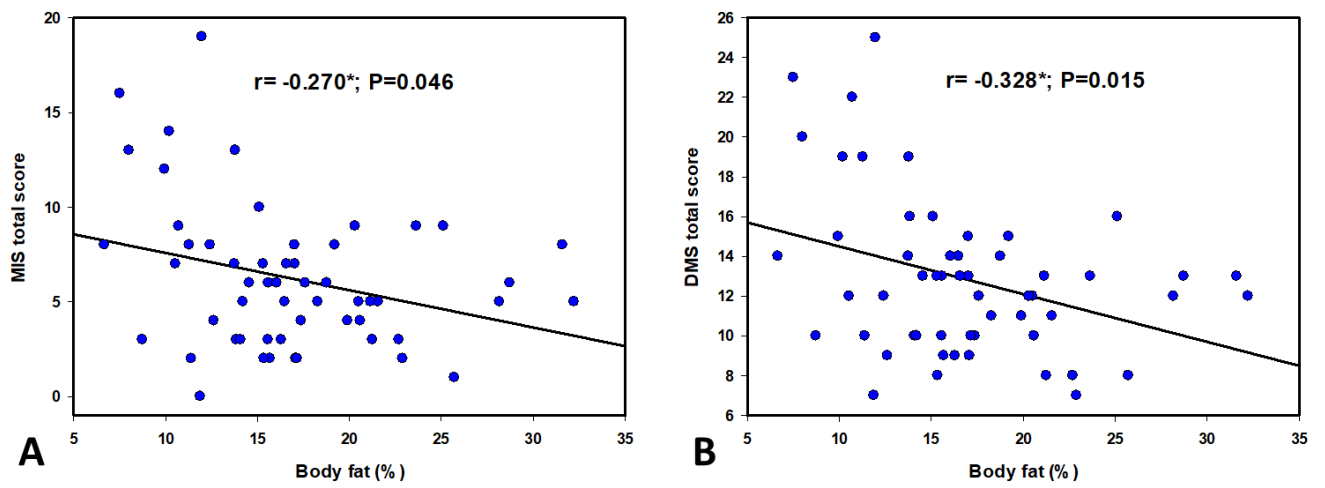 20
15
10
5
0
MIS total score
r= -0.270*; P=0.046
5 10 15 20 25 30 35
Body fat (%)
A
26
24
22
20
18
16
14
12
10
8
6
DMS total score
r= -0.328*; P=0.015
5 10 15 20 25 30 35
Body fat (%)
B